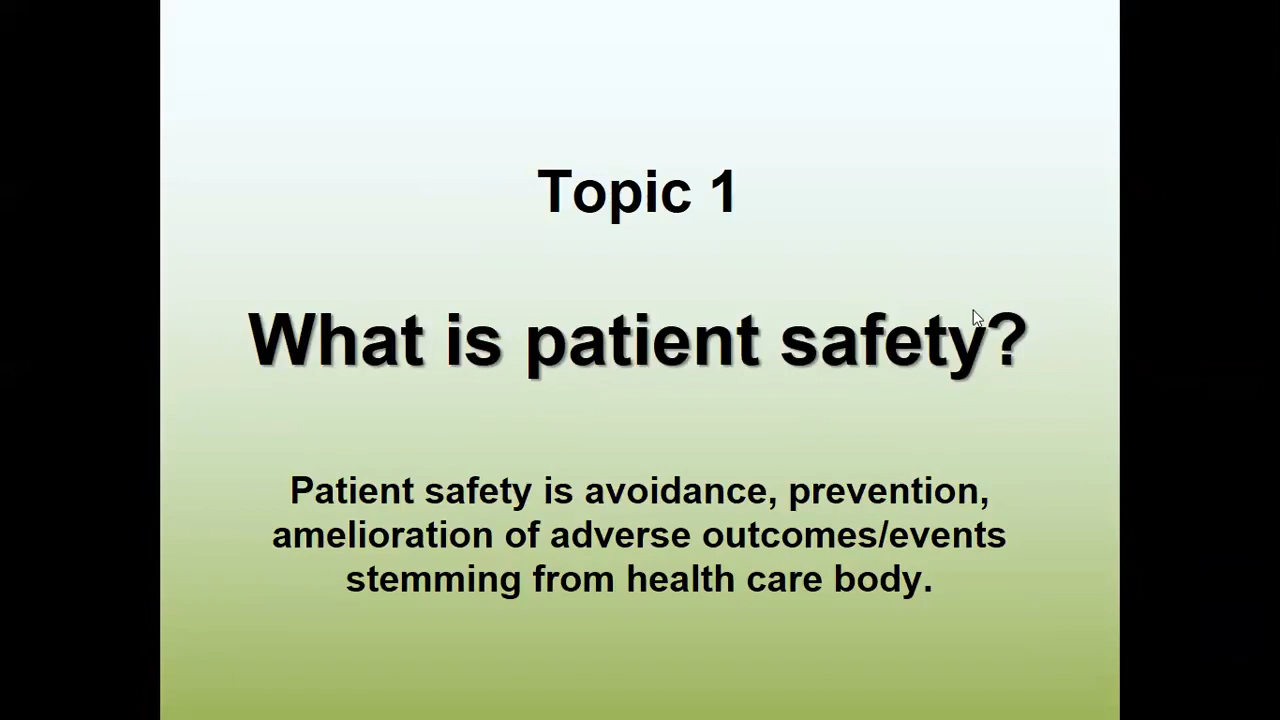 Topic 1
What is patient safety?
Patient safety is avoidance, prevention,
amelioration of adverse outcomes/events
stemming from health care body.